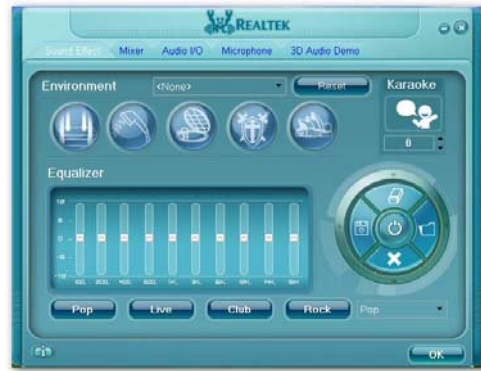 REALTEK
Sound Effect Mixer Audio I/O Microphone 3D Audio Demo
Environment <None> Reset Karaoke
0
Equalizer
Pop Live Club Rock Pop
OK